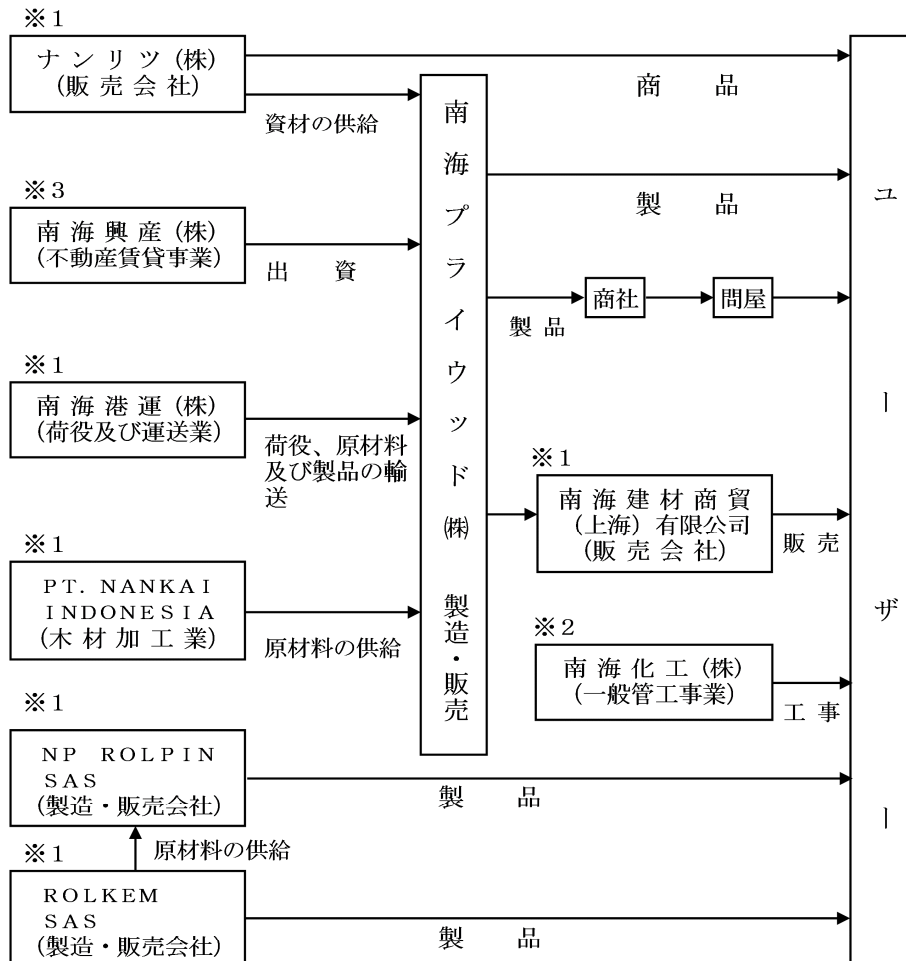 ※1
ナンリツ(株)
(販売会社)
商 品
資材の供給
※3
南海興産(株)
(不動産賃貸事業)
出 資
※1
南海港運(株)
(荷役及び運送業)
荷役、原材料
及び製品の輸
送
※1
PT. NANKAI
INDONESIA
(木材加工業)
原材料の供給
※1
NP ROLPIN
SAS
(製造・販売会社)
製 品
原材料の供給
※1
ROLKEM
SAS
(製造・販売会社)
製 品
南海プライウッド㈱ 製造・販売
製 品
製 品
商社
問屋
※1
南海建材商貿
(上海)有限公司
(販売会社)
販 売
※2
南海化工(株)
(一般管工事業)
工 事
ユーザー